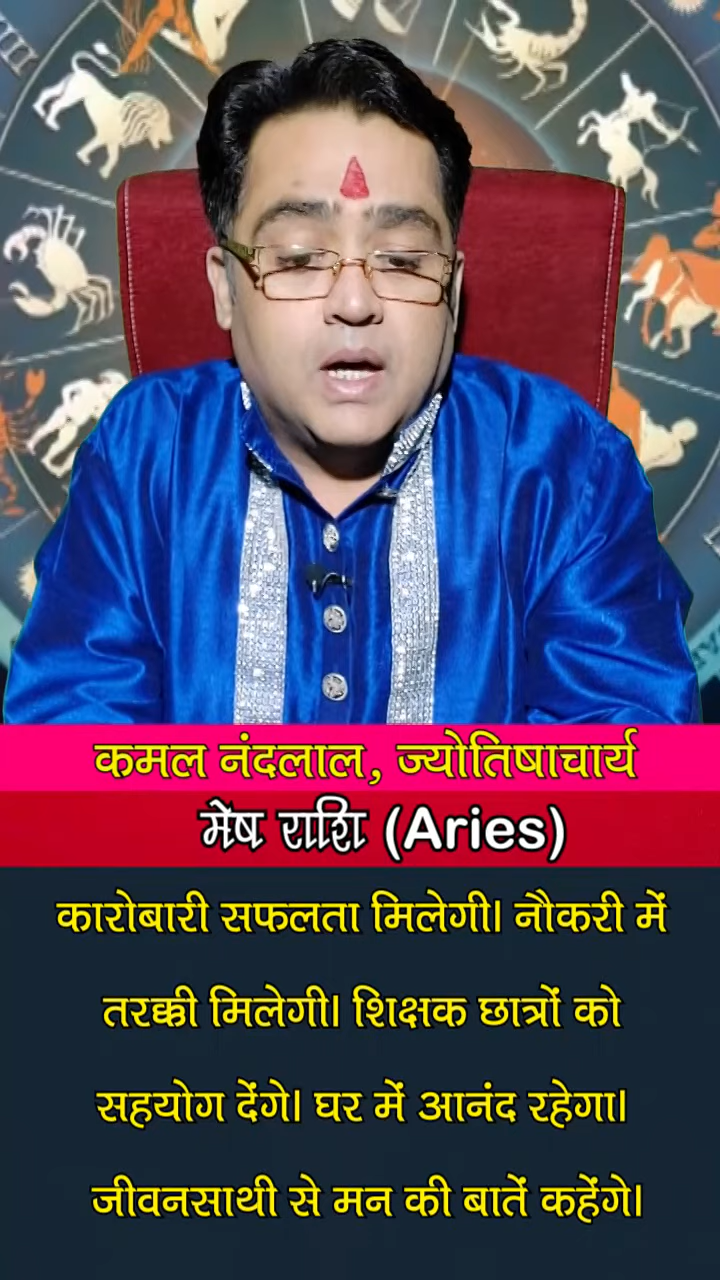 कमल नंदलाल, ज्योतिषाचार्य
मेष राशि (Aries)
कारोबारी सफलता मिलेगी। नौकरी में
तरक्की मिलेगी। शिक्षक छात्रों को
सहयोग देंगे। घर में आनंद रहेगा।
जीवनसाथी से मन की बातें कहेंगे।